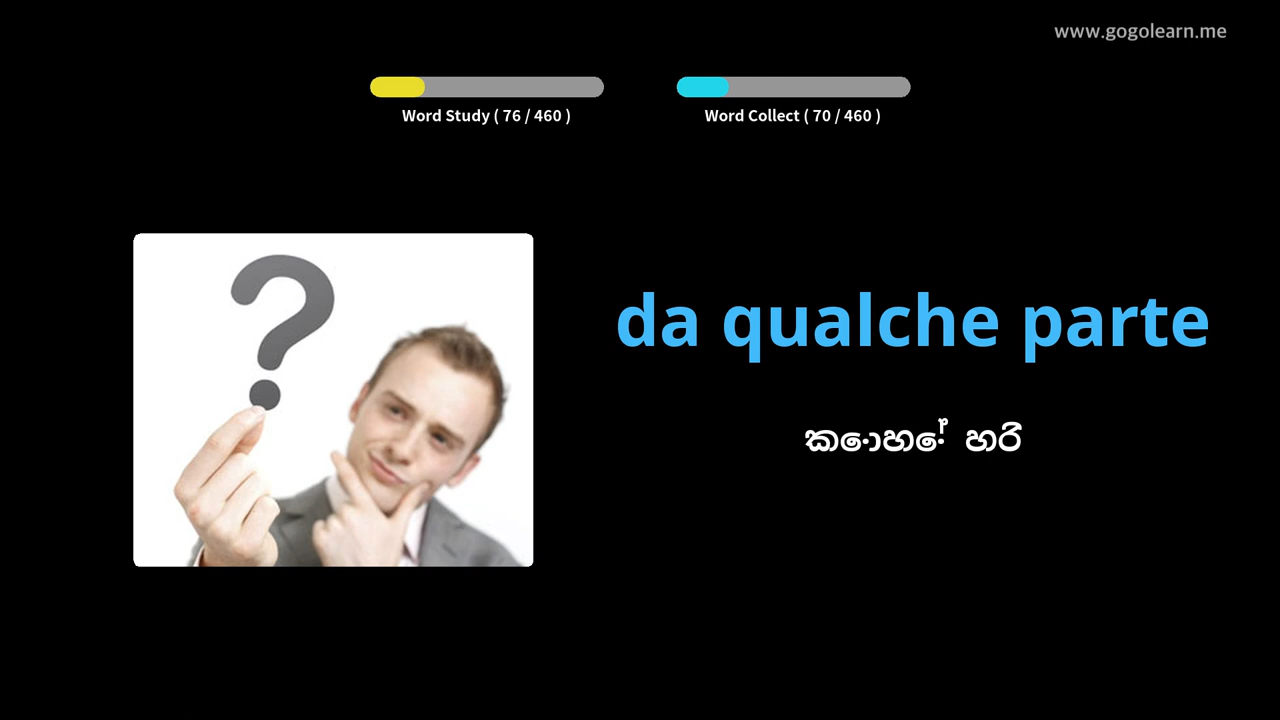 www.gogolearn.me
Word Study ( 76 / 460 )
Word Collect ( 70 / 460 )
da qualche parte
කොහේ හරි